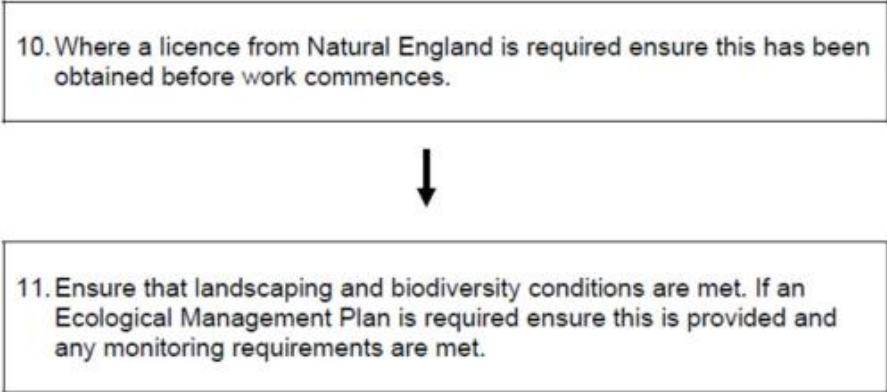 10. Where a licence from Natural England is required ensure this has been
obtained before work commences.
11. Ensure that landscaping and biodiversity conditions are met. If an
Ecological Management Plan is required ensure this is provided and
any monitoring requirements are met.